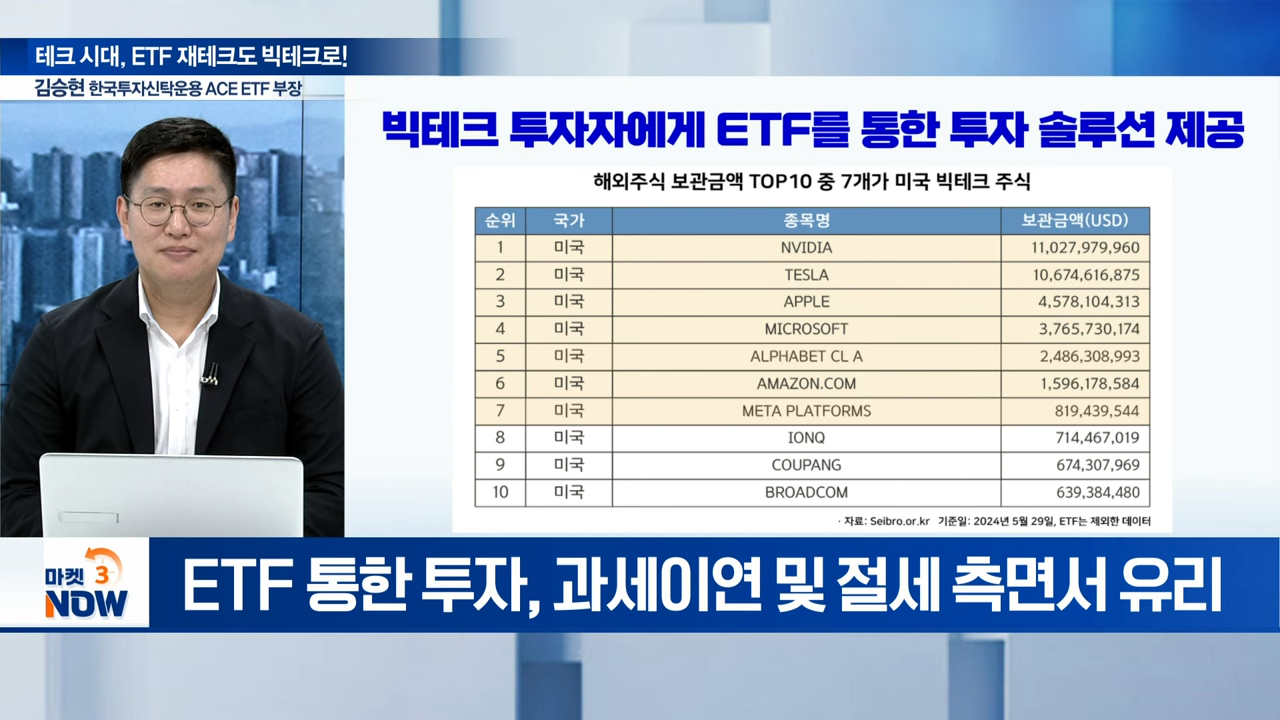 테크 시대, ETF 재테크도 빅테크로!
김승현 한국투자신탁운용 ACE ETF 부장
빅테크 투자자에게 ETF를 통한 투자 솔루션 제공
해외주식 보관금액 TOP10 중 7개가 미국 빅테크 주식
순위 국가 종목명 보관금액(USD)
1 미국 NVIDIA 11,027,979,960
2 미국 TESLA 10,674,616,875
3 미국 APPLE 4,578,104,313
4 미국 MICROSOFT 3,765,730,174
5 미국 ALPHABET CL A 2,486,308,993
6 미국 AMAZON.COM 1,596,178,584
7 미국 META PLATFORMS 819,439,544
8 미국 IONQ 714,467,019
9 미국 COUPANG 674,307,969
10 미국 BROADCOM 639,384,480
· 자료: Seibro.or.kr 기준일: 2024년 5월 29일, ETF는 제외한 데이터
마켓 3
NOW
ETF 통한 투자, 과세이연 및 절세 측면서 유리